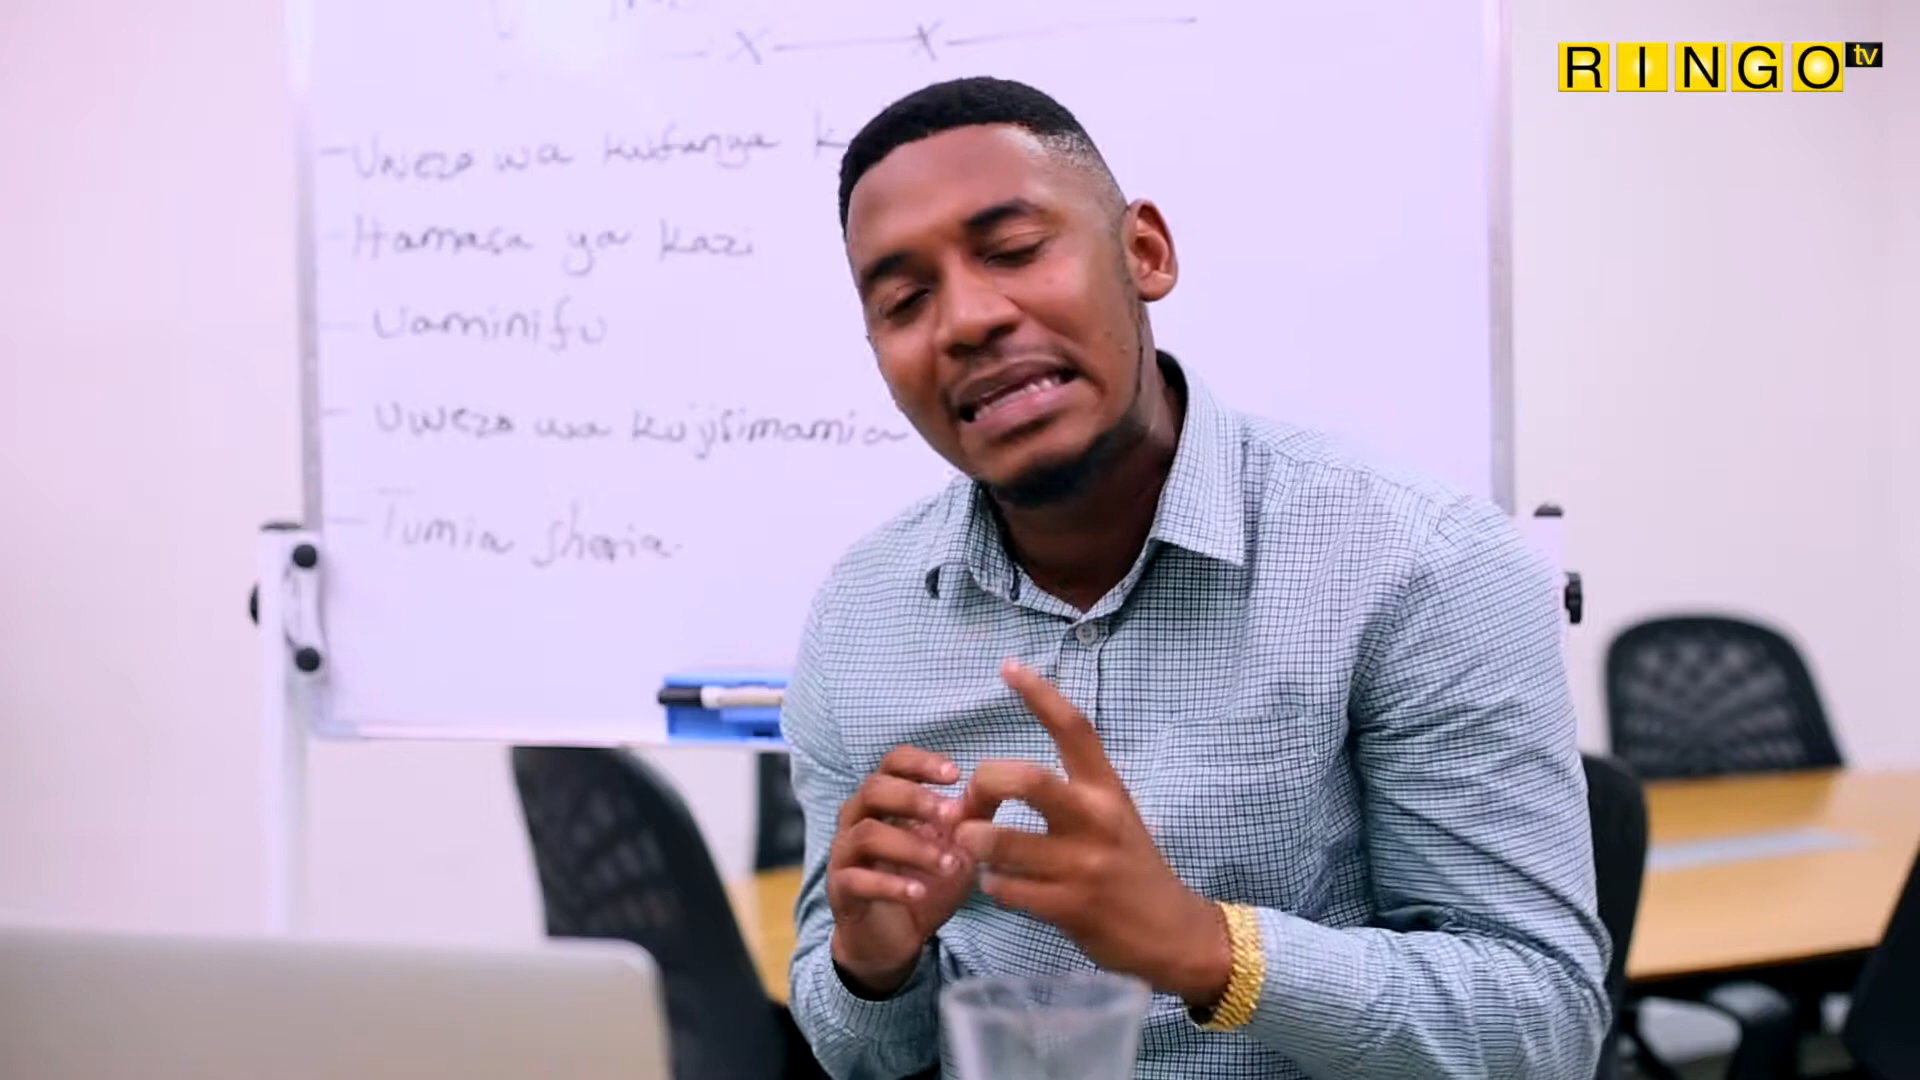 RINGO tv
- Uwezo wa kufanya
- Hamasa ya kazi
- Uaminifu
- Uwezo wa kujisimamia
- Tumia sheria